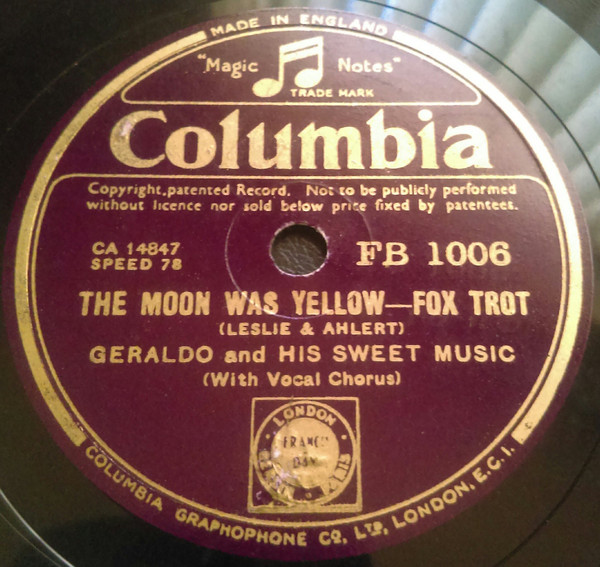 MADE IN ENGLAND
"Magic Notes"
TRADE MARK
Columbia
Copyright, patented Record. Not to be publicly performed
without licence nor sold below price fixed by patentees.
CA 14847
SPEED 78
FB 1006
THE MOON WAS YELLOW—FOX TROT
(LESLIE & AHLERT)
GERALDO and HIS SWEET MUSIC
(With Vocal Chorus)
LONDON
COLUMBIA GRAPHOPHONE CO. LTD, LONDON, E.C.1.